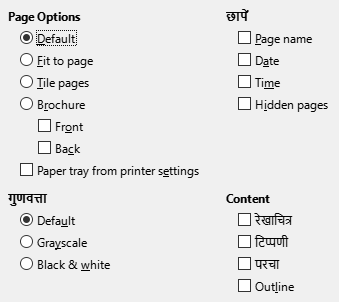 Page Options
Default
Fit to page
Tile pages
Brochure
Front
Back
Paper tray from printer settings
छापें
Page name
Date
Time
Hidden pages
गुणवत्ता
Default
Grayscale
Black & white
Content
रेखाचित्र
टिप्पणी
परचा
Outline